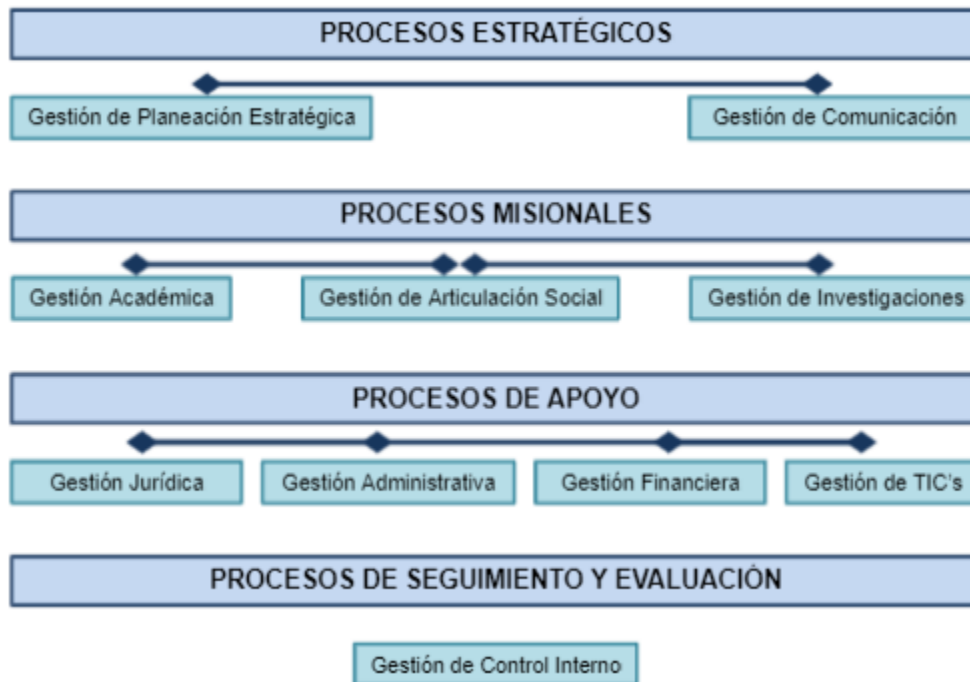 PROCESOS ESTRATÉGICOS
Gestión de Planeación Estratégica
Gestión de Comunicación
PROCESOS MISIONALES
Gestión Académica
Gestión de Articulación Social
Gestión de Investigaciones
PROCESOS DE APOYO
Gestión Jurídica
Gestión Administrativa
Gestión Financiera
Gestión de TIC's
PROCESOS DE SEGUIMIENTO Y EVALUACIÓN
Gestión de Control Interno